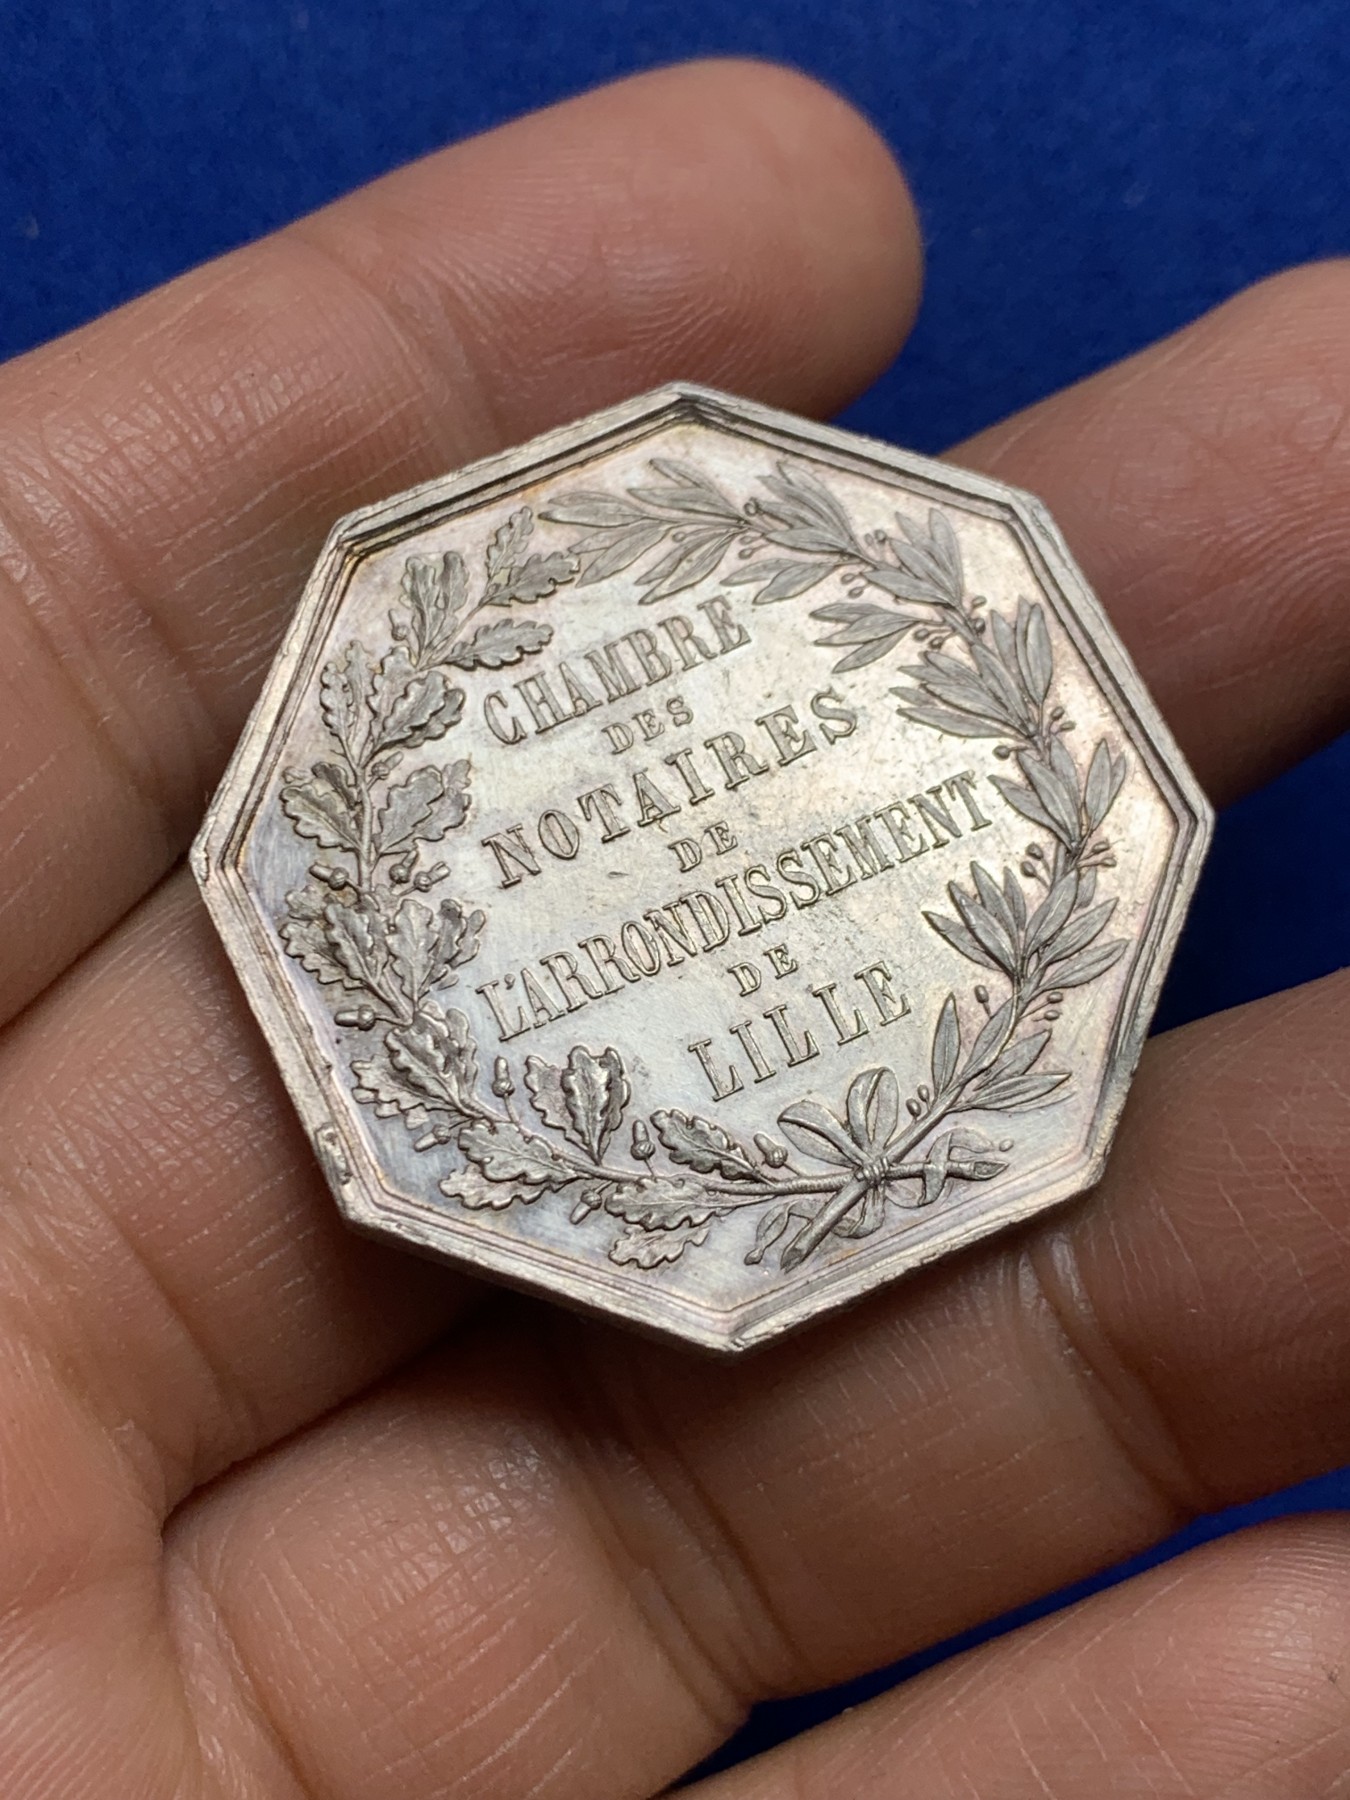 CHAMBRE
DES
NOTAIRES
DE
L'ARRONDISSEMENT
DE
LILLE